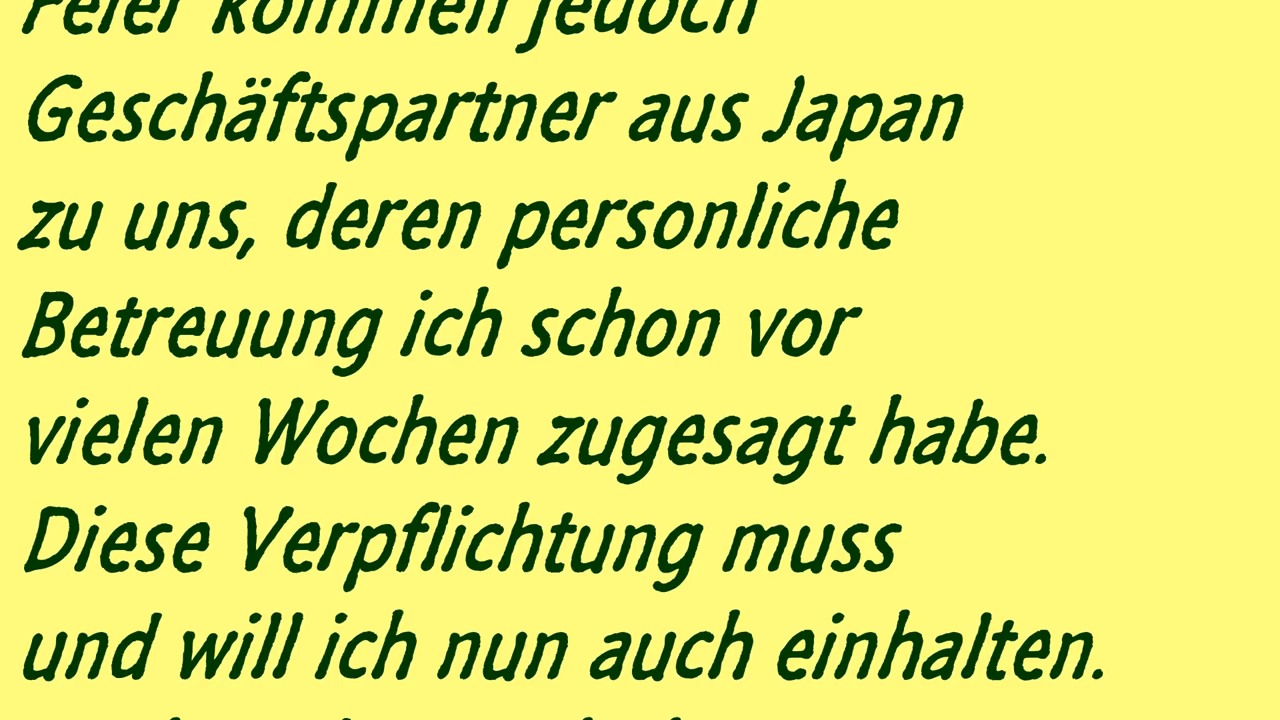 Feier kommen jedoch
Geschäftspartner aus Japan
zu uns, deren personliche
Betreuung ich schon vor
vielen Wochen zugesagt habe.
Diese Verpflichtung muss
und will ich nun auch einhalten.